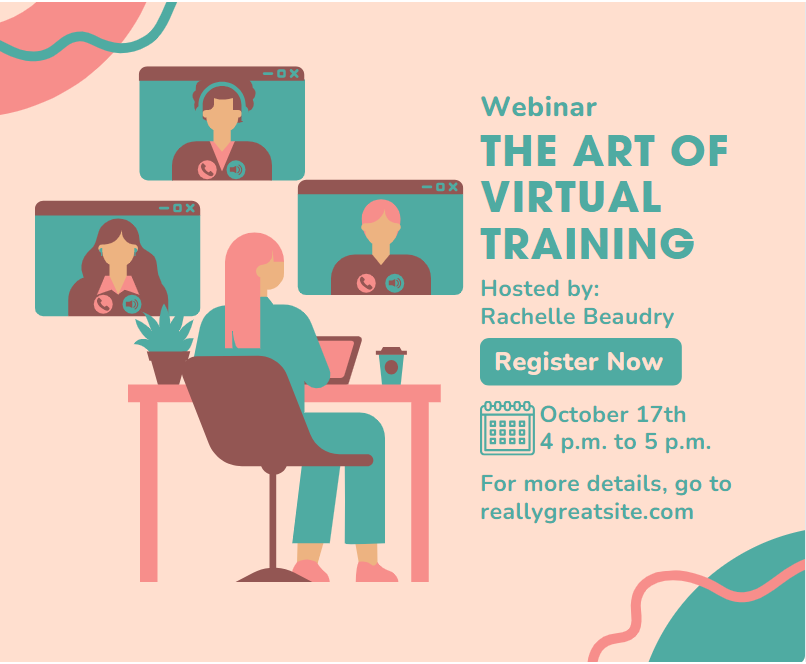 Webinar
THE ART OF
VIRTUAL
TRAINING
Hosted by:
Rachelle Beaudry
Register Now
October 17th
4 p.m. to 5 p.m.
For more details, go to
reallygreatsite.com